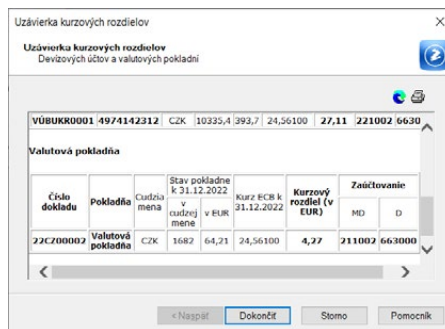 Uzávierka kurzových rozdielov
Uzávierka kurzových rozdielov
Devízových účtov a valutových pokladní
VÚBUKR0001 4974142312 CZK 10335,4 393,7 24,56100 27,11 221002 6630
Valutová pokladňa
Číslo dokladu Pokladňa Cudzia mena Stav pokladne k 31.12.2022 Kurz ECB k 31.12.2022 Kurzový rozdiel (v EUR) Zaúčtovanie
v cudzej mene v EUR MD D
22CZ00002 Valutová pokladňa CZK 1682 64,21 24,56100 4,27 211002 663000
< Naspäť Dokončiť Storno Pomocník